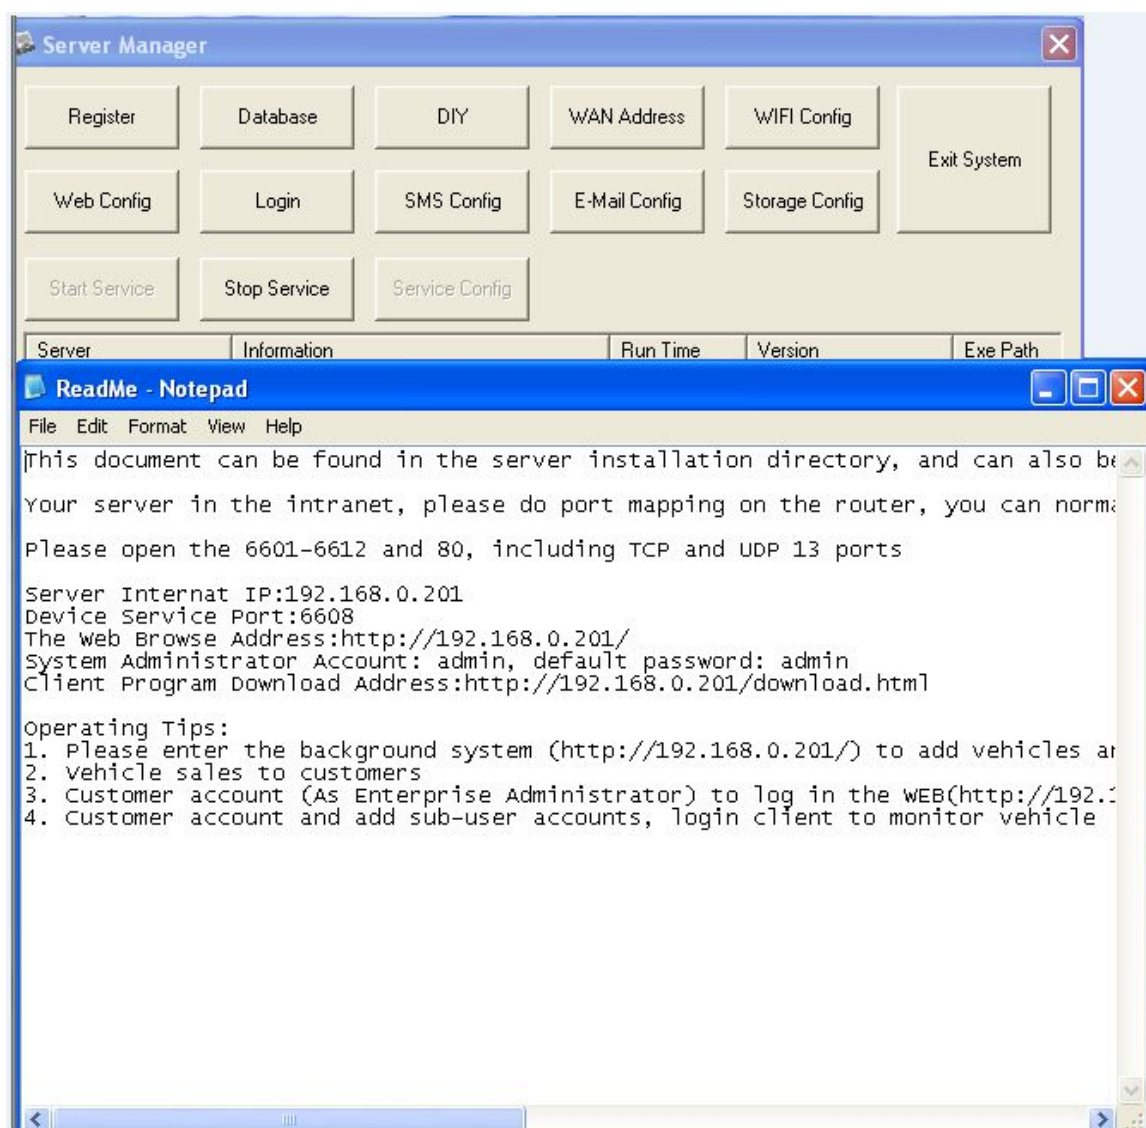 Server Manager
Register Database DIY WAN Address WIFI Config
Exit System
Web Config Login SMS Config E-Mail Config Storage Config
Start Service Stop Service Service Config
Server Information Run Time Version Exe Path
ReadMe - Notepad
File Edit Format View Help
This document can be found in the server installation directory, and can also be
Your server in the intranet, please do port mapping on the router, you can norma
Please open the 6601-6612 and 80, including TCP and UDP 13 ports
Server Internat IP:192.168.0.201
Device Service Port:6608
The Web Browse Address:http://192.168.0.201/
System Administrator Account: admin, default password: admin
Client Program Download Address:http://192.168.0.201/download.html
Operating Tips:
1. Please enter the background system (http://192.168.0.201/) to add vehicles an
2. Vehicle sales to customers
3. Customer account (As Enterprise Administrator) to log in the WEB(http://192.1
4. Customer account and add sub-user accounts, login client to monitor vehicle